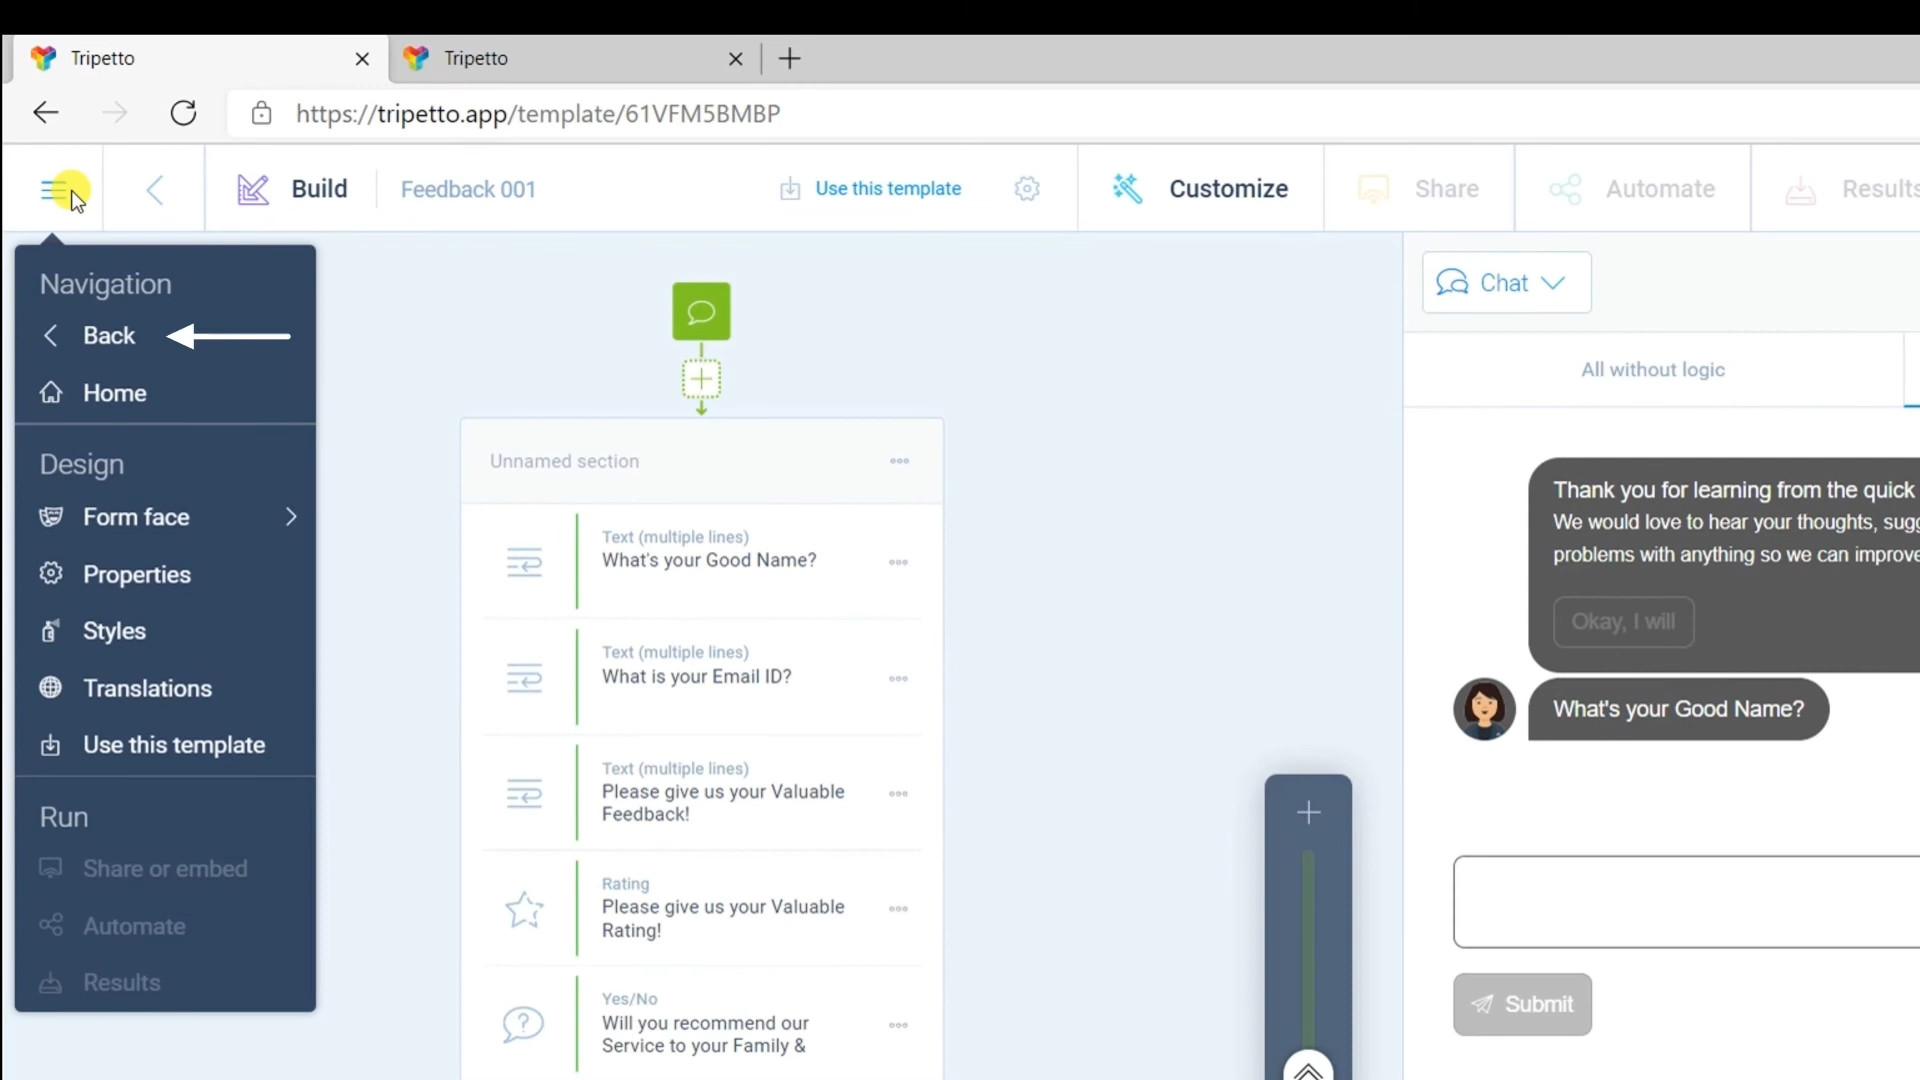 Tripetto
Tripetto
https://tripetto.app/template/61VFM5BMBP
Build
Feedback 001
Use this template
Customize
Share
Automate
Results
Navigation
Back
Home
Design
Form face
Properties
Styles
Translations
Use this template
Run
Share or embed
Automate
Results
Unnamed section
Text (multiple lines)
What's your Good Name?
Text (multiple lines)
What is your Email ID?
Text (multiple lines)
Please give us your Valuable
Feedback!
Rating
Please give us your Valuable
Rating!
Yes/No
Will you recommend our
Service to your Family &
Chat
All without logic
Thank you for learning from the quick
We would love to hear your thoughts, sugg
problems with anything so we can improve
Okay, I will
What's your Good Name?
Submit